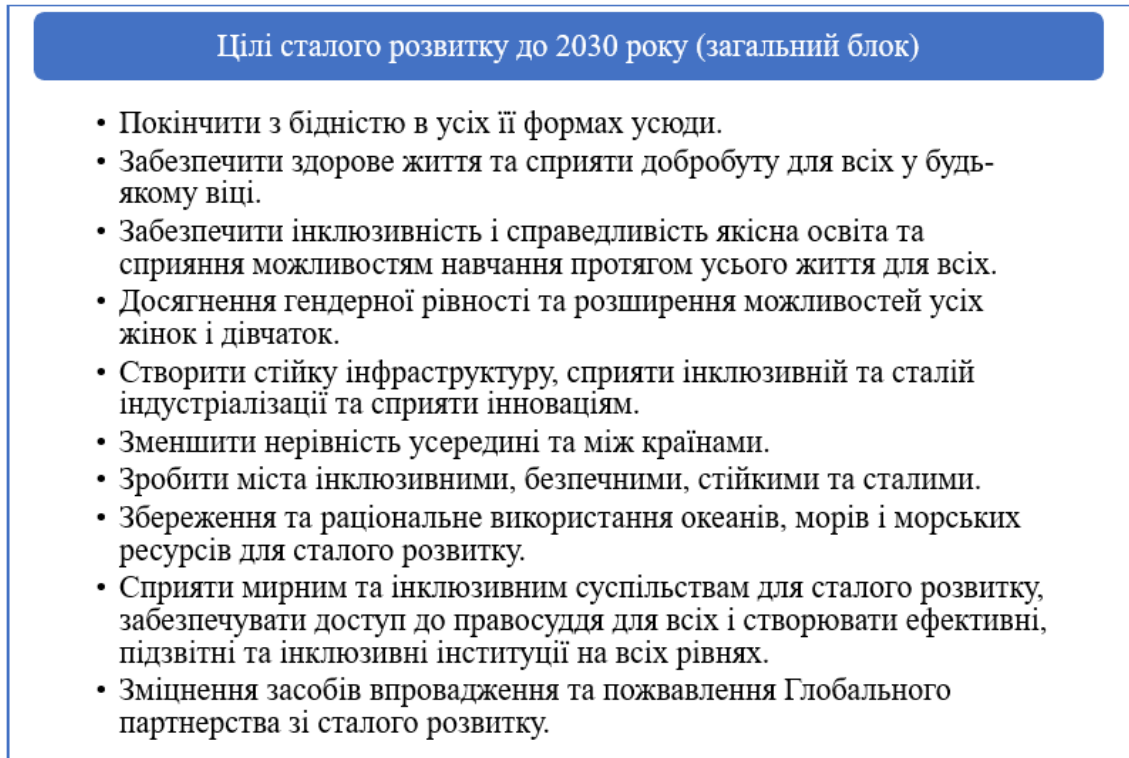 Цілі сталого розвитку до 2030 року (загальний блок)
• Покінчити з бідністю в усіх її формах усюди.
• Забезпечити здорове життя та сприяти добробуту для всіх у будь-
якому віці.
• Забезпечити інклюзивність і справедливість якісна освіта та
сприяння можливостям навчання протягом усього життя для всіх.
• Досягнення гендерної рівності та розширення можливостей усіх
жінок і дівчаток.
• Створити стійку інфраструктуру, сприяти інклюзивній та сталій
індустріалізації та сприяти інноваціям.
• Зменшити нерівність усередині та між країнами.
• Зробити міста інклюзивними, безпечними, стійкими та сталими.
• Збереження та раціональне використання океанів, морів і морських
ресурсів для сталого розвитку.
• Сприяти мирним та інклюзивним суспільствам для сталого розвитку,
забезпечувати доступ до правосуддя для всіх і створювати ефективні,
підзвітні та інклюзивні інституції на всіх рівнях.
• Зміцнення засобів впровадження та пожвавлення Глобального
партнерства зі сталого розвитку.